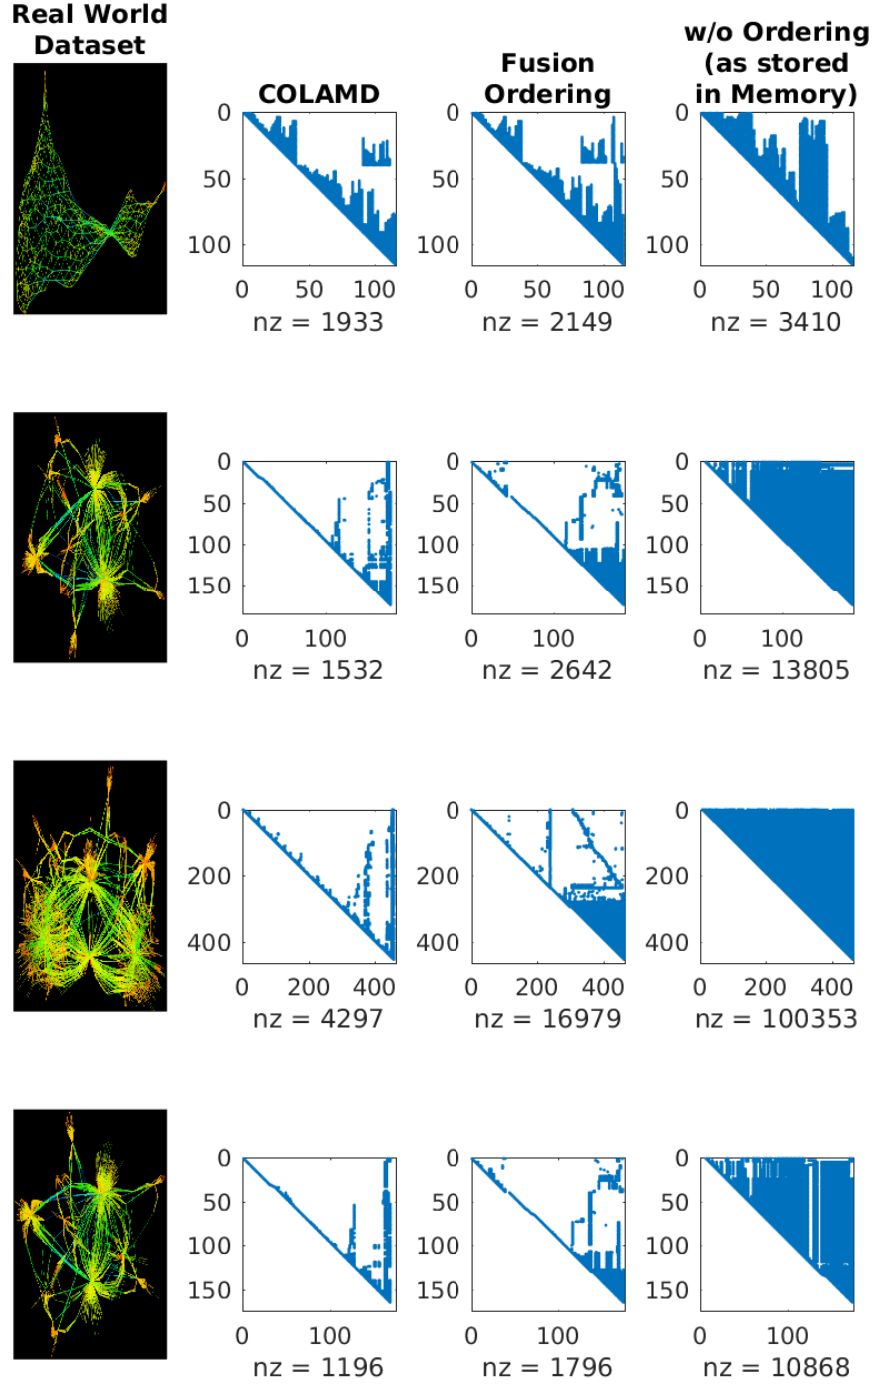 Real World
Dataset
COLAMD
Fusion
Ordering
w/o Ordering
(as stored
in Memory)
0
50
100
0 50 100
nz = 1933
0
50
100
0 50 100
nz = 2149
0
50
100
0 50 100
nz = 3410
0
50
100
150
0 100
nz = 1532
0
50
100
150
0 100
nz = 2642
0
50
100
150
0 100
nz = 13805
0
200
400
0 200 400
nz = 4297
0
200
400
0 200 400
nz = 16979
0
200
400
0 200 400
nz = 100353
0
50
100
150
0 100
nz = 1196
0
50
100
150
0 100
nz = 1796
0
50
100
150
0 100
nz = 10868